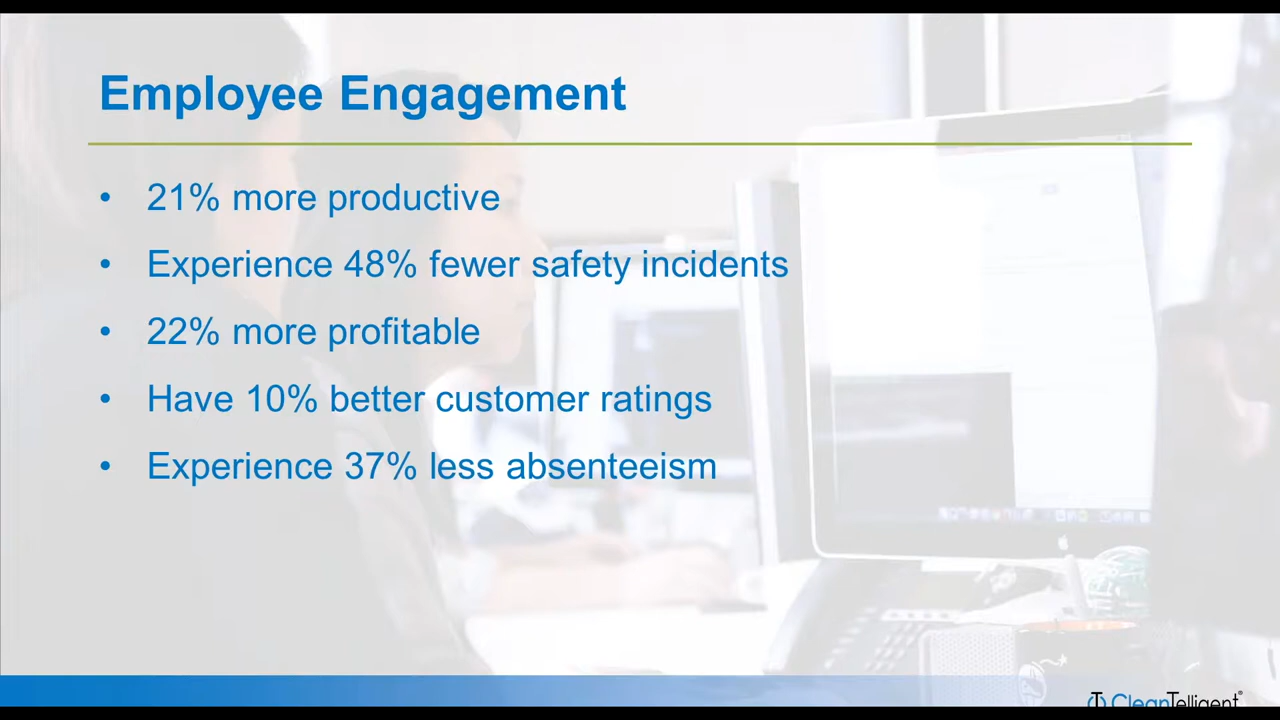 Employee Engagement
• 21% more productive
• Experience 48% fewer safety incidents
• 22% more profitable
• Have 10% better customer ratings
• Experience 37% less absenteeism
CleanTelligent®